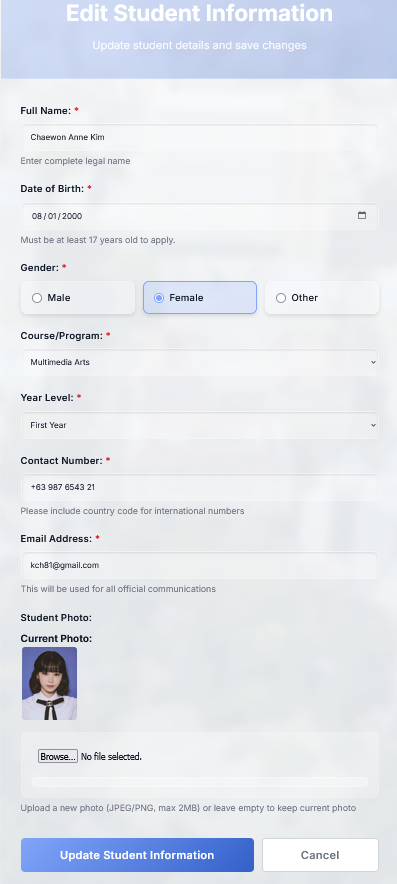 Edit Student Information
Update student details and save changes
Full Name: *
Chaewon Anne Kim
Enter complete legal name
Date of Birth: *
08/01/2000
Must be at least 17 years old to apply.
Gender: *
Male Female Other
Course/Program: *
Multimedia Arts
Year Level: *
First Year
Contact Number: *
+63 987 6543 21
Please include country code for international numbers
Email Address: *
kch81@gmail.com
This will be used for all official communications
Student Photo:
Current Photo:
Browse... No file selected.
Upload a new photo (JPEG/PNG, max 2MB) or leave empty to keep current photo
Update Student Information Cancel